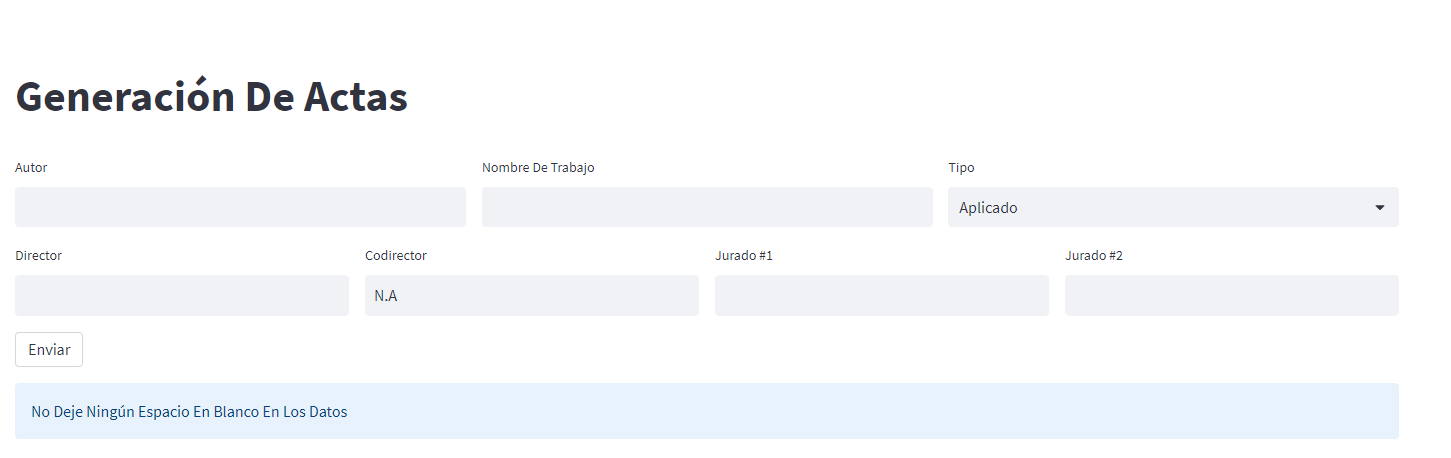 Generación De Actas
Autor
Nombre De Trabajo
Tipo
Aplicado
Director
Codirector
Jurado #1
Jurado #2
N.A
Enviar
No Deje Ningún Espacio En Blanco En Los Datos